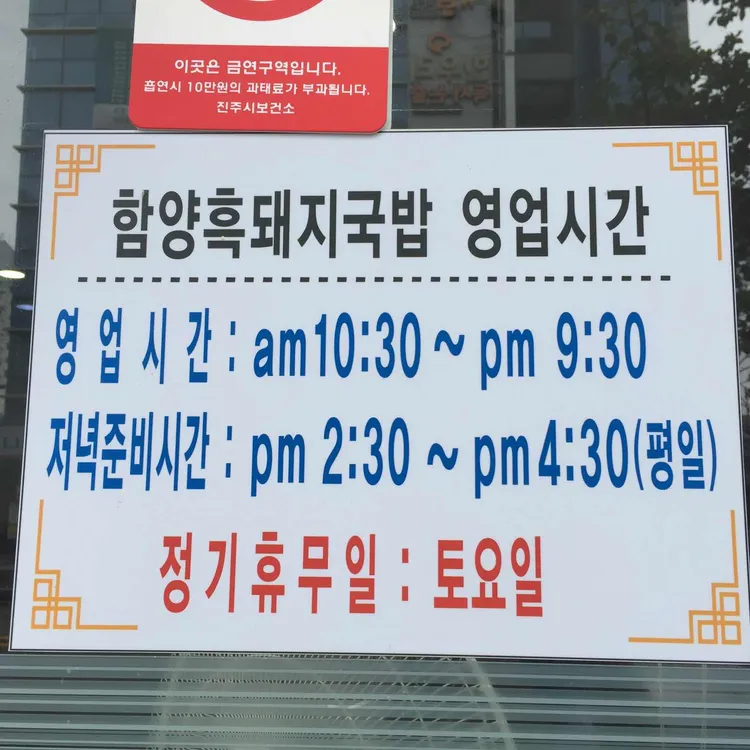 이곳은 금연구역입니다.
흡연시 10만원의 과태료가 부과됩니다.
진주시보건소
함양흑돼지국밥 영업시간
영 업 시 간 : am10:30 ~ pm 9:30
저녁준비시간 : pm 2:30 ~ pm4:30(평일)
정기휴무일 : 토요일